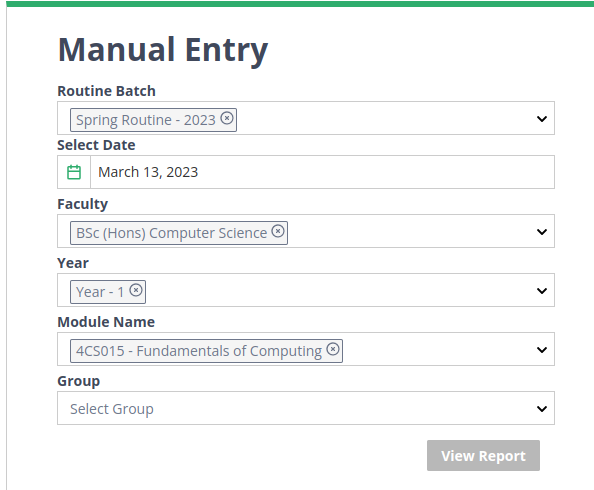 Manual Entry
Routine Batch
Spring Routine - 2023
Select Date
March 13, 2023
Faculty
BSc (Hons) Computer Science
Year
Year - 1
Module Name
4CS015 - Fundamentals of Computing
Group
Select Group
View Report